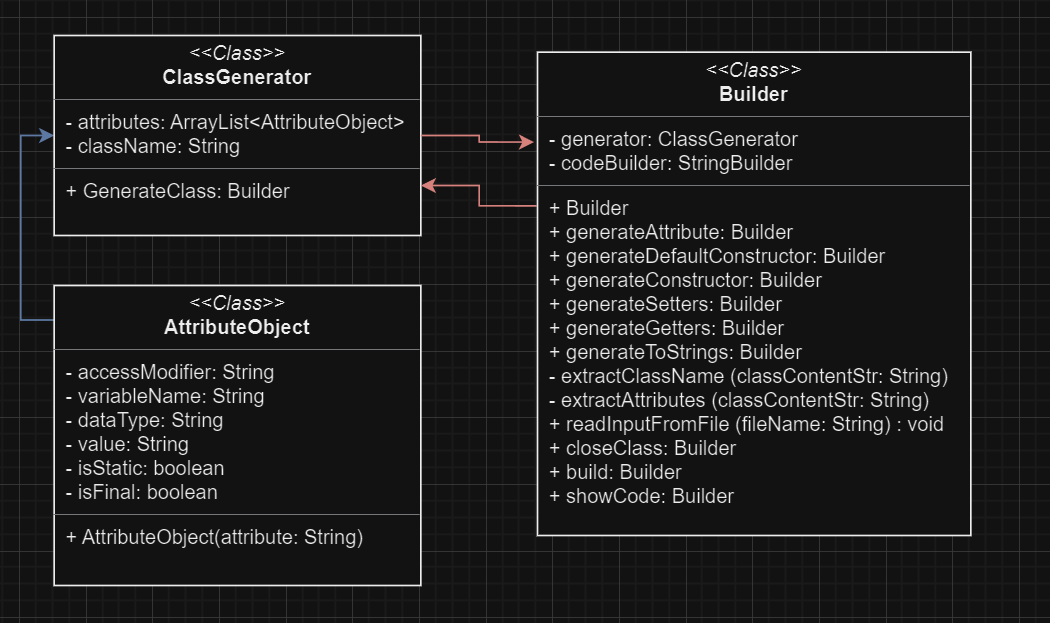 <<Class>>
ClassGenerator
- attributes: ArrayList<AttributeObject>
- className: String
+ GenerateClass: Builder
<<Class>>
AttributeObject
- accessModifier: String
- variableName: String
- dataType: String
- value: String
- isStatic: boolean
- isFinal: boolean
+ AttributeObject(attribute: String)
<<Class>>
Builder
- generator: ClassGenerator
- codeBuilder: StringBuilder
+ Builder
+ generateAttribute: Builder
+ generateDefaultConstructor: Builder
+ generateConstructor: Builder
+ generateSetters: Builder
+ generateGetters: Builder
+ generateToStrings: Builder
- extractClassName (classContentStr: String)
- extractAttributes (classContentStr: String)
+ readInputFromFile (fileName: String) : void
+ closeClass: Builder
+ build: Builder
+ showCode: Builder